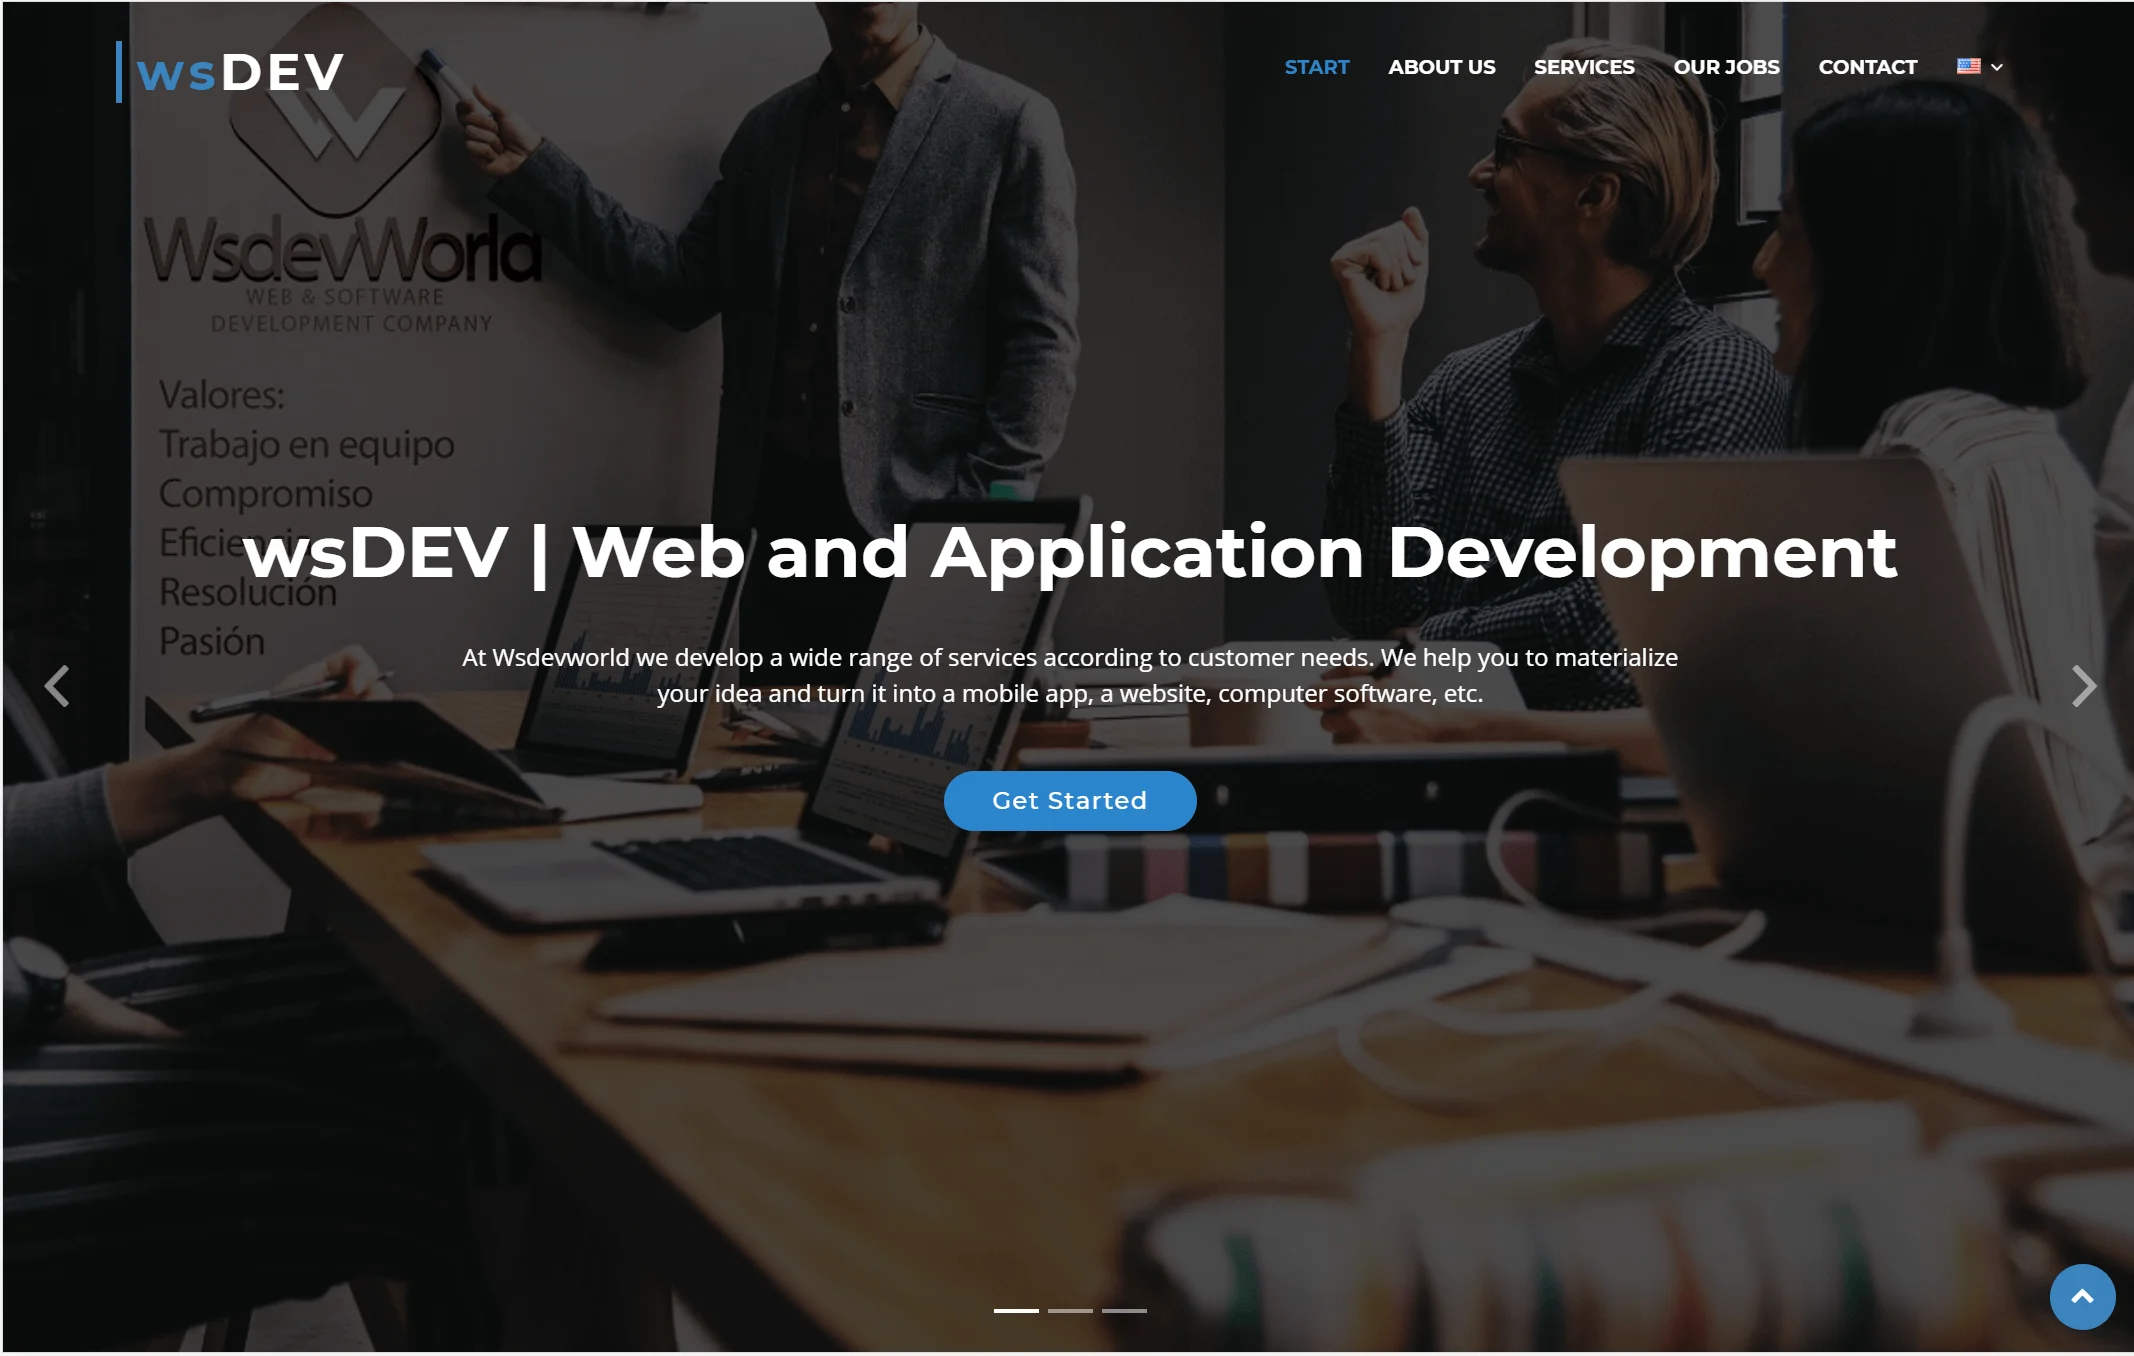 wsDEV
START ABOUT US SERVICES OUR JOBS CONTACT
WsdevWorld
WEB & SOFTWARE
DEVELOPMENT COMPANY
Valores:
Trabajo en equipo
Compromiso
Eficiencia
Resolución
Pasión
wsDEV | Web and Application Development
At Wsdevworld we develop a wide range of services according to customer needs. We help you to materialize
your idea and turn it into a mobile app, a website, computer software, etc.
Get Started